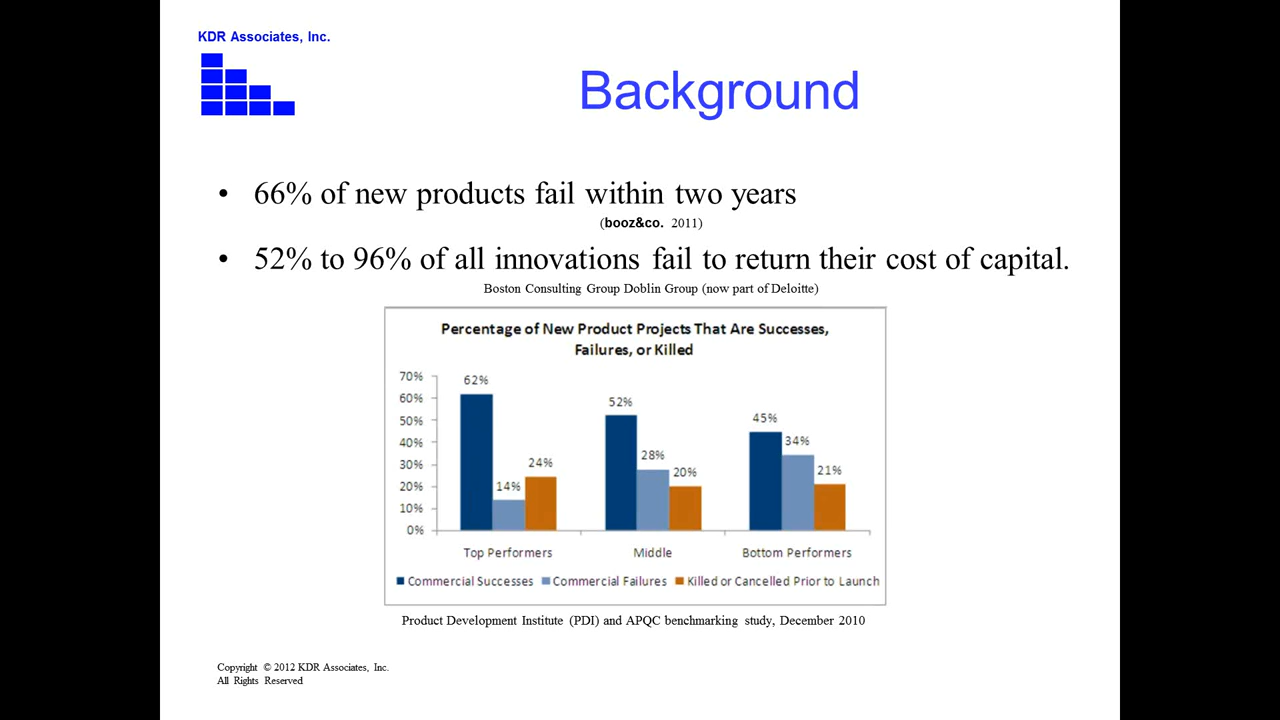 KDR Associates, Inc.
Background
• 66% of new products fail within two years
(booz&co. 2011)
• 52% to 96% of all innovations fail to return their cost of capital.
Boston Consulting Group Doblin Group (now part of Deloitte)
Percentage of New Product Projects That Are Successes,
Failures, or Killed
70%
60%
50%
40%
30%
20%
10%
0%
62%
14%
24%
52%
28%
20%
45%
34%
21%
Top Performers Middle Bottom Performers
Commercial Successes Commercial Failures Killed or Cancelled Prior to Launch
Product Development Institute (PDI) and APQC benchmarking study, December 2010
Copyright © 2012 KDR Associates, Inc.
All Rights Reserved